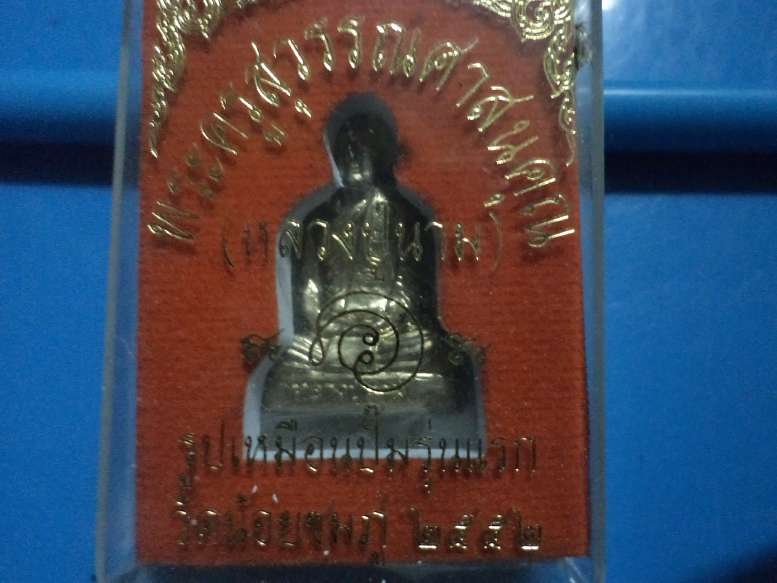 พระครูสุวรรณศาสนคุณ
(หลวงปู่นาม)
รูปเหมือนปั๊มรุ่นแรก
วัดน้อยชมภู่ ๒๕๕๒